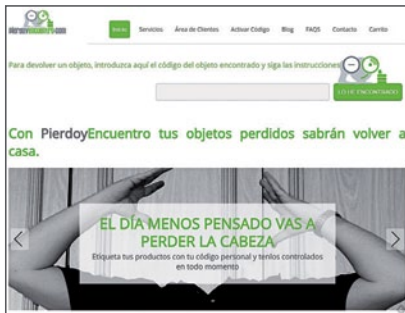 pierdoyencuentro.com
Inicio Servicios Área de Clientes Activar Código Blog FAQS Contacto Carrito
Para devolver un objeto, introduzca aquí el código del objeto encontrado y siga las instrucciones
LO HE ENCONTRADO
Con PierdoyEncuentro tus objetos perdidos sabrán volver a
casa.
EL DÍA MENOS PENSADO VAS A
PERDER LA CABEZA
Etiqueta tus productos con tu código personal y tenlos controlados
en todo momento